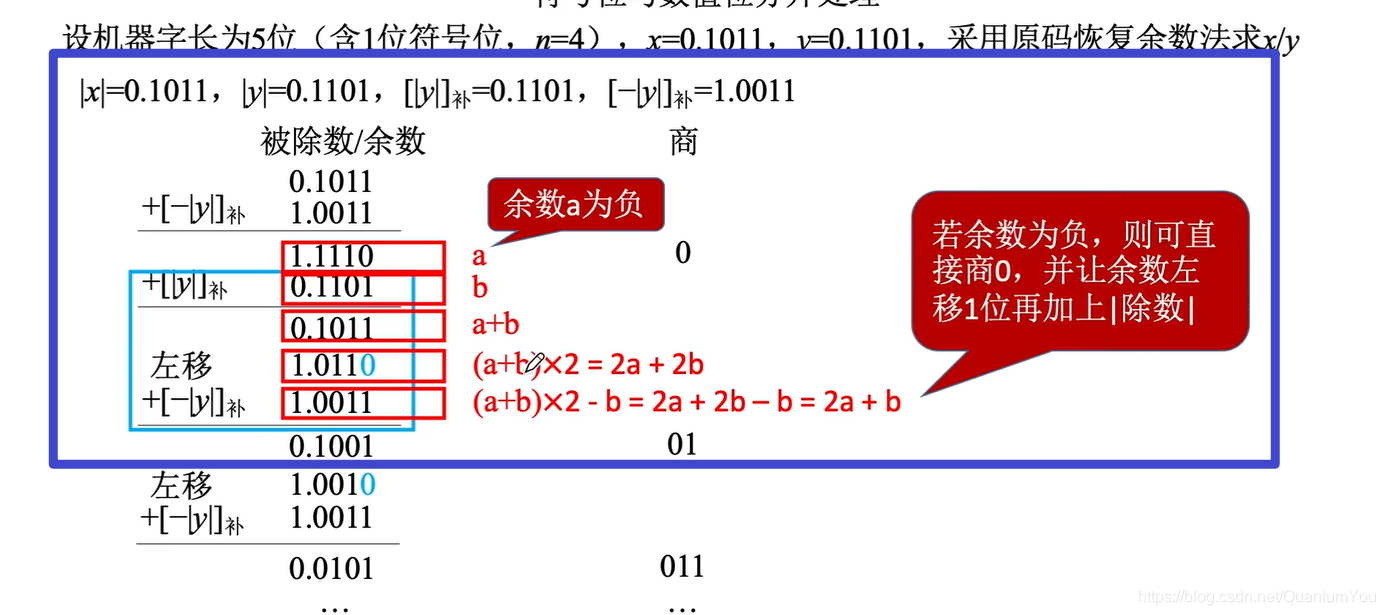 设机器字长为5位（含1位符号位，n=4），x=0.1011，y=0.1101，采用原码恢复余数法求x/y
|x|=0.1011，|y|=0.1101，[|y|]补=0.1101，[−|y|]补=1.0011
被除数/余数 商
0.1011
+[−|y|]补 1.0011
余数a为负
1.1110 a 0
+[|y|]补 0.1101 b
0.1011 a+b
左移 1.0110 (a+b)×2 = 2a + 2b
+[−|y|]补 1.0011 (a+b)×2 - b = 2a + 2b – b = 2a + b
若余数为负，则可直
接商0，并让余数左
移1位再加上|除数|
0.1001 01
左移 1.0010
+[−|y|]补 1.0011
0.0101 011
… …
https://blog.csdn.net/QuantumYou